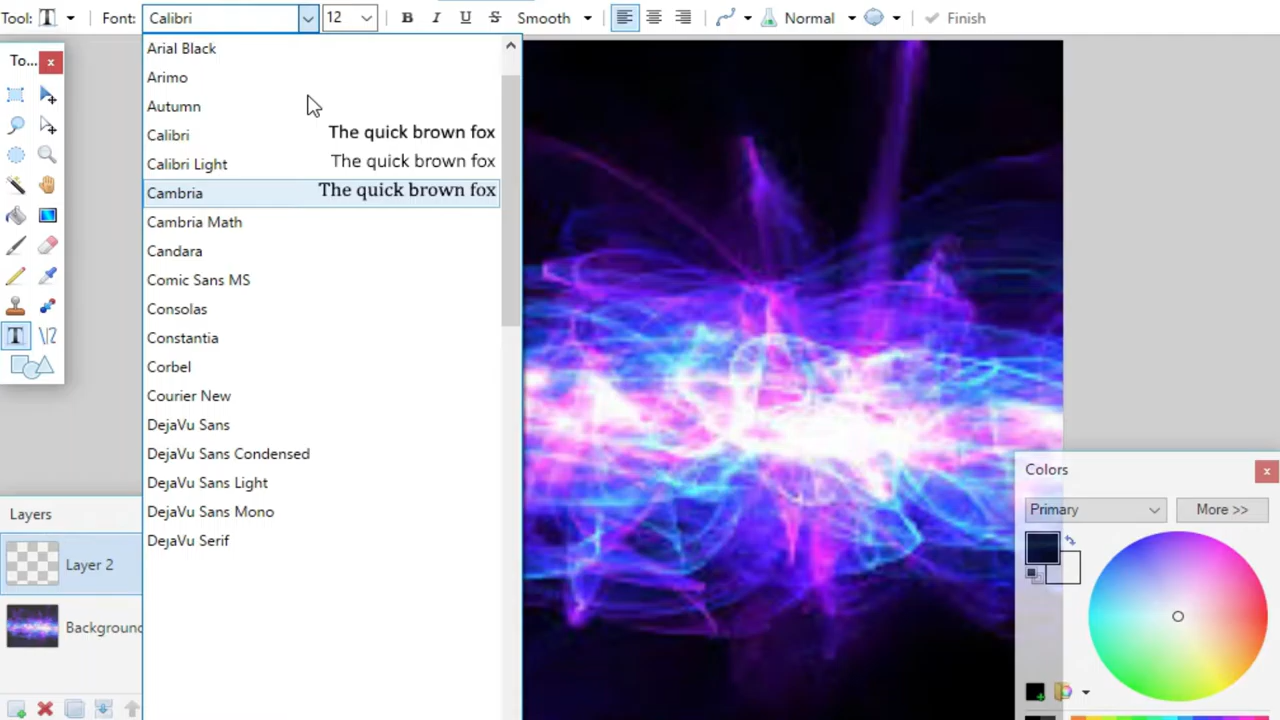 Tool: T Font: Calibri 12 B I U S Smooth Normal Finish
To...
Arial Black
Arimo
Autumn
Calibri The quick brown fox
Calibri Light The quick brown fox
Cambria The quick brown fox
Cambria Math
Candara
Comic Sans MS
Consolas
Constantia
Corbel
Courier New
DejaVu Sans
DejaVu Sans Condensed
DejaVu Sans Light
DejaVu Sans Mono
DejaVu Serif
T
Layers
Layer 2
Background
Colors
Primary More >>